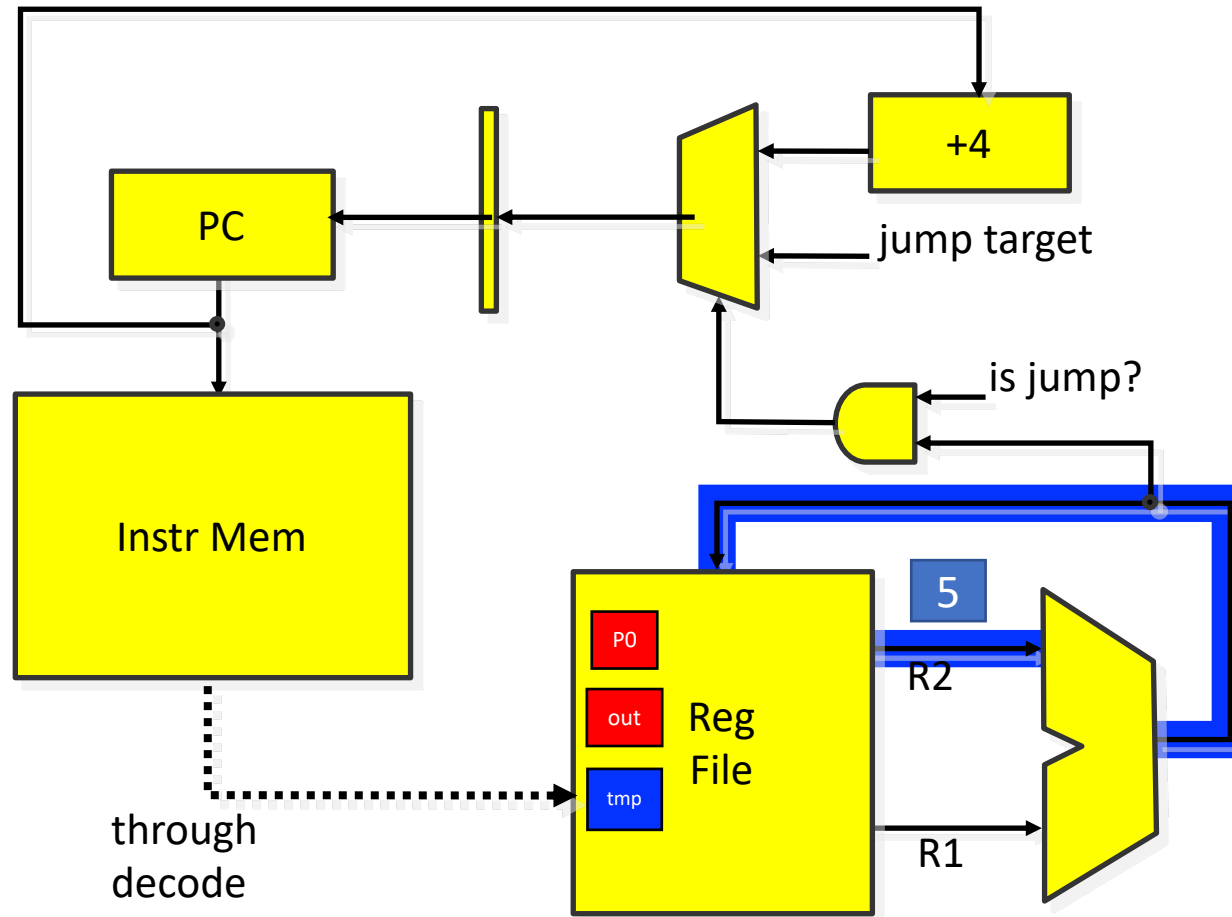 +4
PC
jump target
is jump?
Instr Mem
5
P0
R2
out
Reg
File
tmp
through
decode
R1